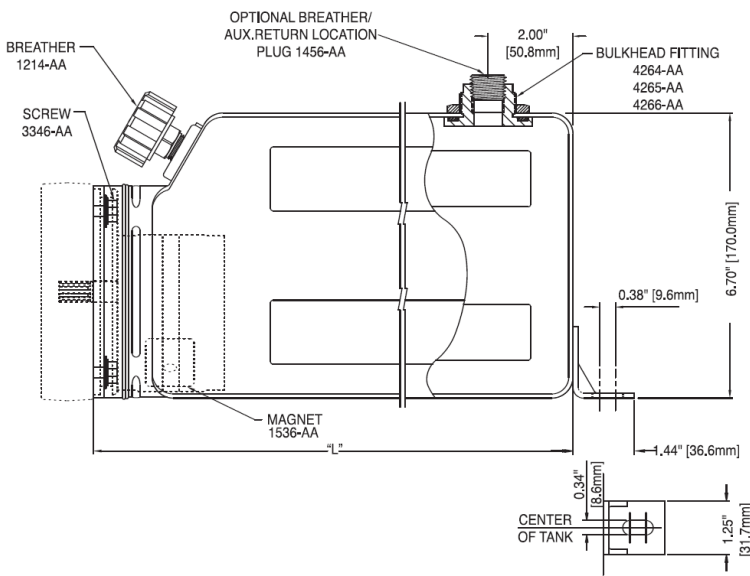 OPTIONAL BREATHER/
AUX.RETURN LOCATION
PLUG 1456-AA
2.00"
[50.8mm]
BREATHER
1214-AA
BULKHEAD FITTING
4264-AA
4265-AA
4266-AA
SCREW
3346-AA
6.70" [170.0mm]
0.38" [9.6mm]
MAGNET
1536-AA
"L"
1.44" [36.6mm]
0.34"
[8.6mm]
CENTER
OF TANK
1.25"
[31.7mm]